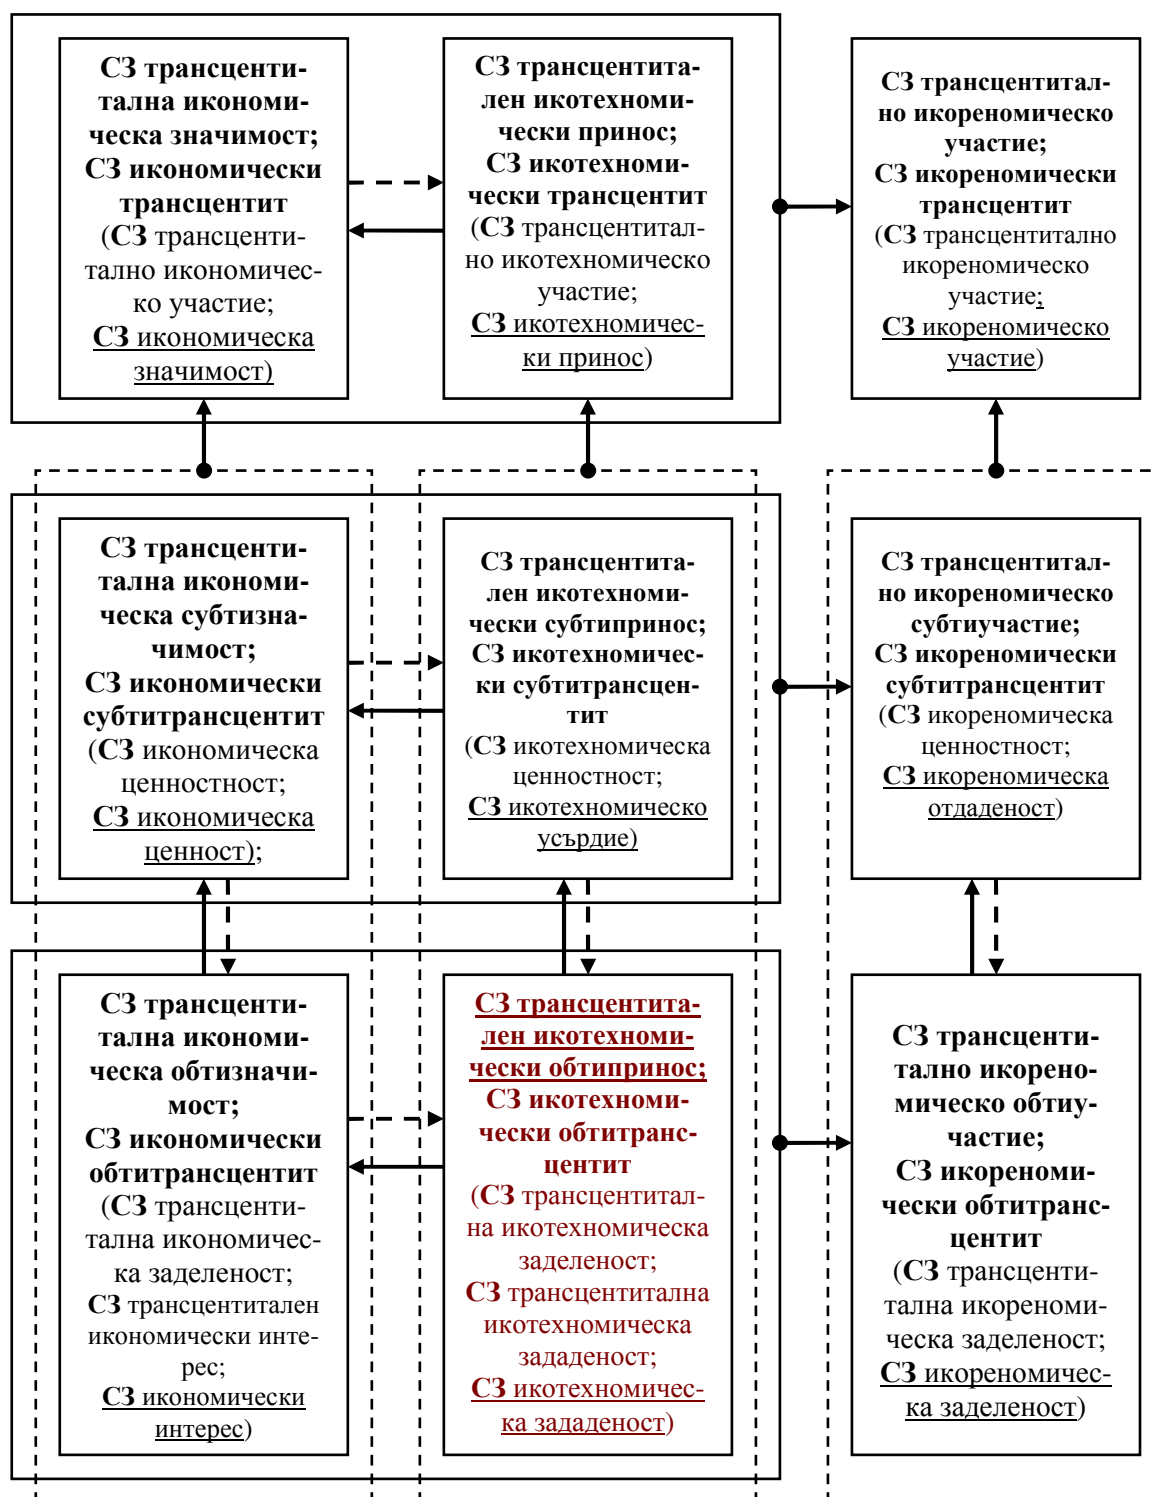 СЗ трансценти-
тална икономи-
ческа значимост;
СЗ икономически
трансцентит
(СЗ трансценти-
тално икономичес-
ко участие;
СЗ икономическа
значимост)
СЗ трансцентита-
лен икотехноми-
чески принос;
СЗ икотехноми-
чески трансцентит
(СЗ трансцентитал-
но икотехномическо
участие;
СЗ икотехномичес-
ки принос)
СЗ трансцентитал-
но икореномическо
участие;
СЗ икореномически
трансцентит
(СЗ трансцентитално
икореномическо
участие;
СЗ икореномическо
участие)
СЗ трансценти-
тална икономи-
ческа субтизна-
чимост;
СЗ икономически
субтитрансцентит
(СЗ икономическа
ценностност;
СЗ икономическа
ценност);
СЗ трансцентита-
лен икотехноми-
чески субтипринос;
СЗ икотехномичес-
ки субтитрансцен-
тит
(СЗ икотехномическа
ценностност;
СЗ икотехномическо
усърдие)
СЗ трансцентитал-
но икореномическо
субтиучастие;
СЗ икореномически
субтитрансцентит
(СЗ икореномическа
ценностност;
СЗ икореномическа
отдаденост)
СЗ трансценти-
тална икономи-
ческа обтизначи-
мост;
СЗ икономически
обтитрансцентит
(СЗ трансценти-
тална икономичес-
ка заделеност;
СЗ трансцентитален
икономически инте-
рес;
СЗ икономически
интерес)
СЗ трансцентита-
лен икотехноми-
чески обтипринос;
СЗ икотехноми-
чески обтитранс-
центит
(СЗ трансцентитал-
на икотехномическа
заделеност;
СЗ трансцентитална
икотехномическа
зададеност;
СЗ икотехномичес-
ка зададеност)
СЗ трансценти-
тално икорено-
мическо обтиу-
частие;
СЗ икореноми-
чески обтитранс-
центит
(СЗ трансценти-
тална икореноми-
ческа заделеност;
СЗ икореномичес-
ка заделеност)